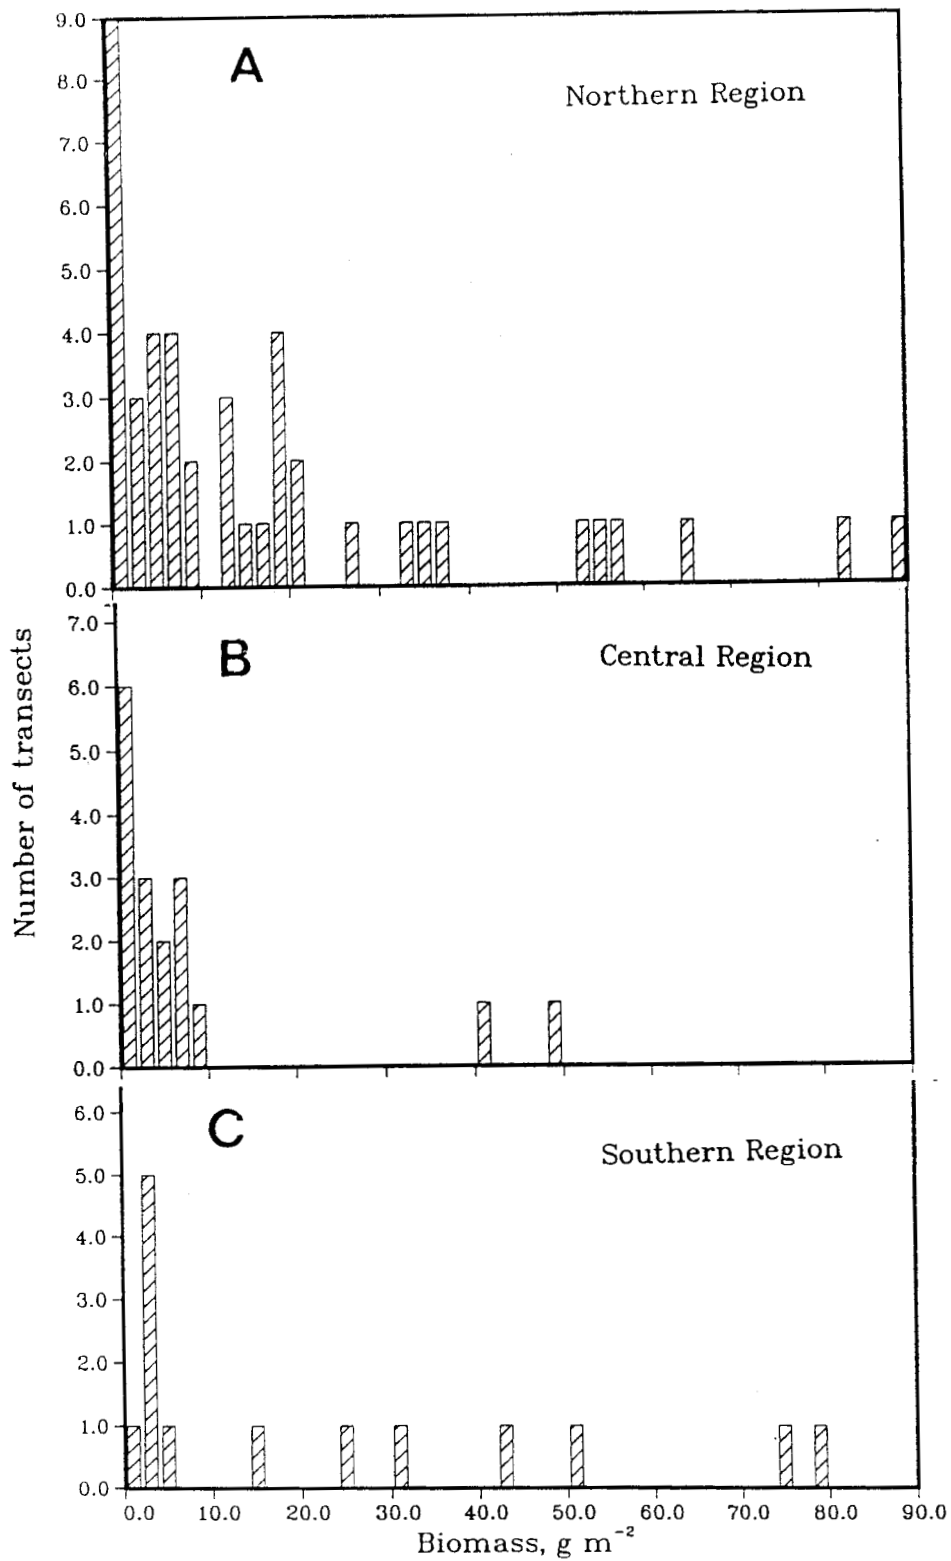 9.0
A
8.0
Northern Region
7.0
6.0
5.0
4.0
3.0
2.0
1.0
0.0
7.0
B
Central Region
6.0
5.0
4.0
3.0
2.0
1.0
0.0
Number of transects
6.0
C
Southern Region
5.0
4.0
3.0
2.0
1.0
0.0
0.0 10.0 20.0 30.0 40.0 50.0 60.0 70.0 80.0 90.0
Biomass, g m⁻²